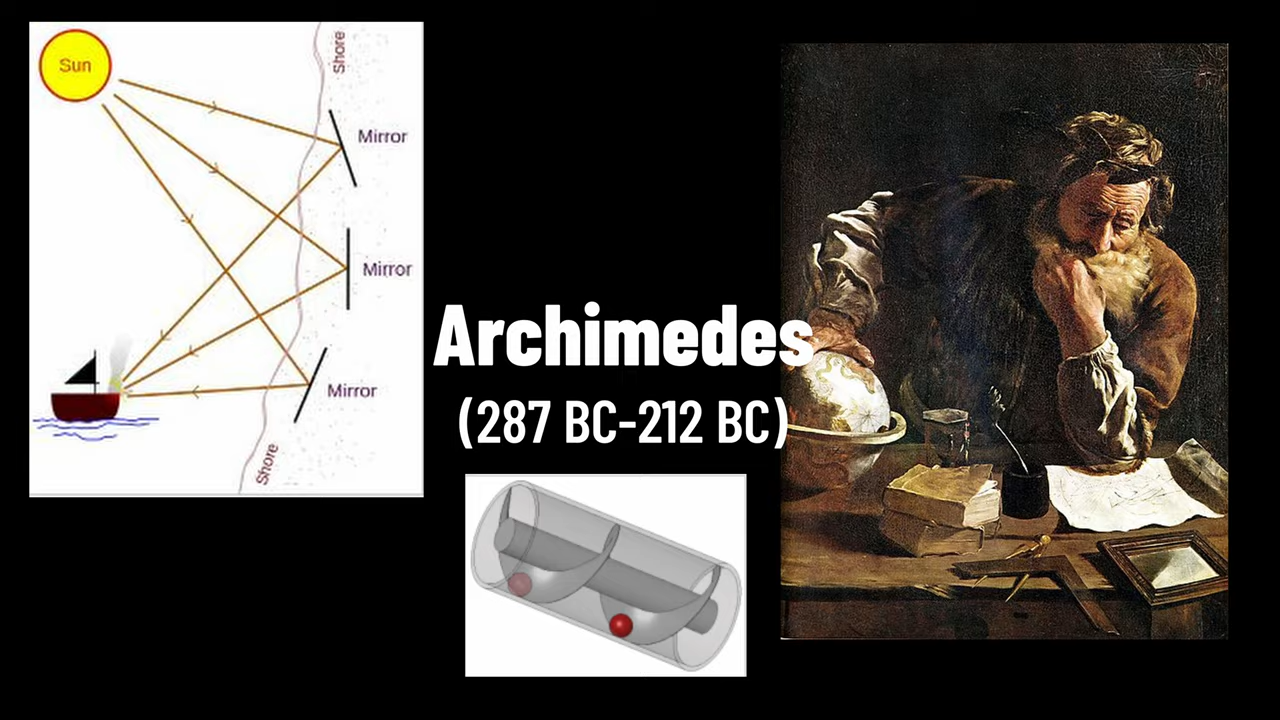 Sun
Shore
Mirror
Mirror
Mirror
Shore
Archimedes
(287 BC-212 BC)